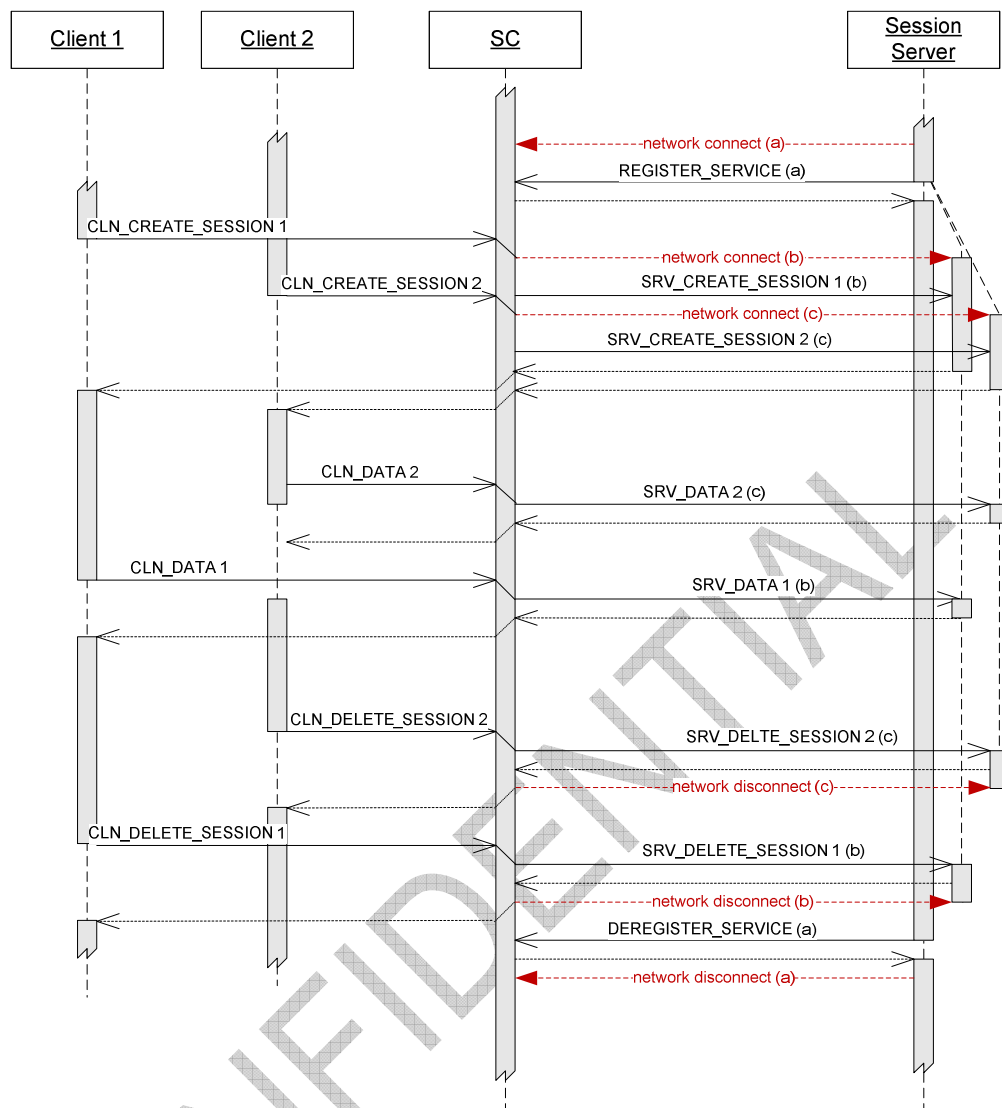 Client 1
Client 2
SC
Session
Server
network connect (a)
REGISTER_SERVICE (a)
CLN_CREATE_SESSION 1
network connect (b)
CLN_CREATE_SESSION 2
SRV_CREATE_SESSION 1 (b)
network connect (c)
SRV_CREATE_SESSION 2 (c)
CLN_DATA 2
SRV_DATA 2 (c)
CLN_DATA 1
SRV_DATA 1 (b)
CLN_DELETE_SESSION 2
SRV_DELTE_SESSION 2 (c)
network disconnect (c)
CLN_DELETE_SESSION 1
SRV_DELETE_SESSION 1 (b)
network disconnect (b)
DEREGISTER_SERVICE (a)
network disconnect (a)
NFIDENTIAL